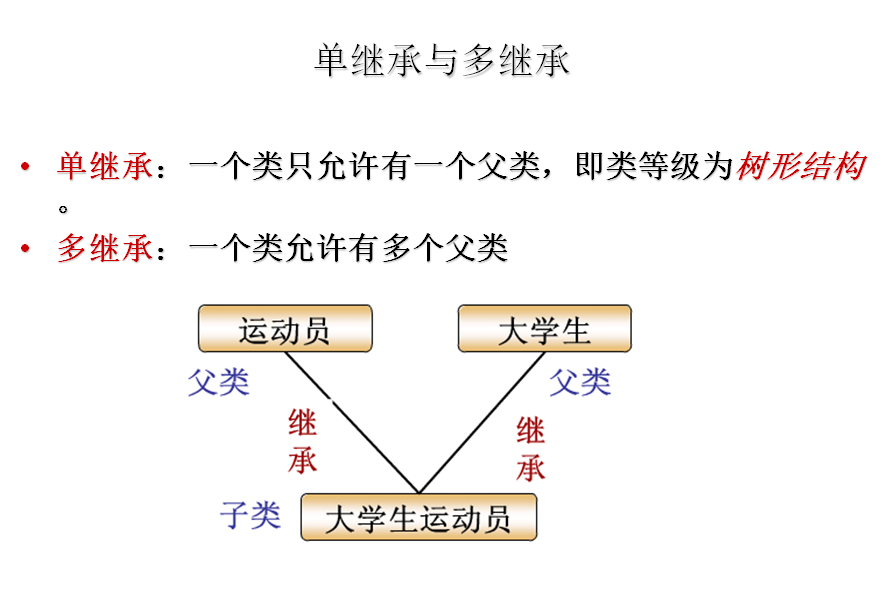 单继承与多继承
• 单继承：一个类只允许有一个父类，即类等级为树形结构
。
• 多继承：一个类允许有多个父类
运动员
大学生
父类
父类
继
承
继
承
子类
大学生运动员